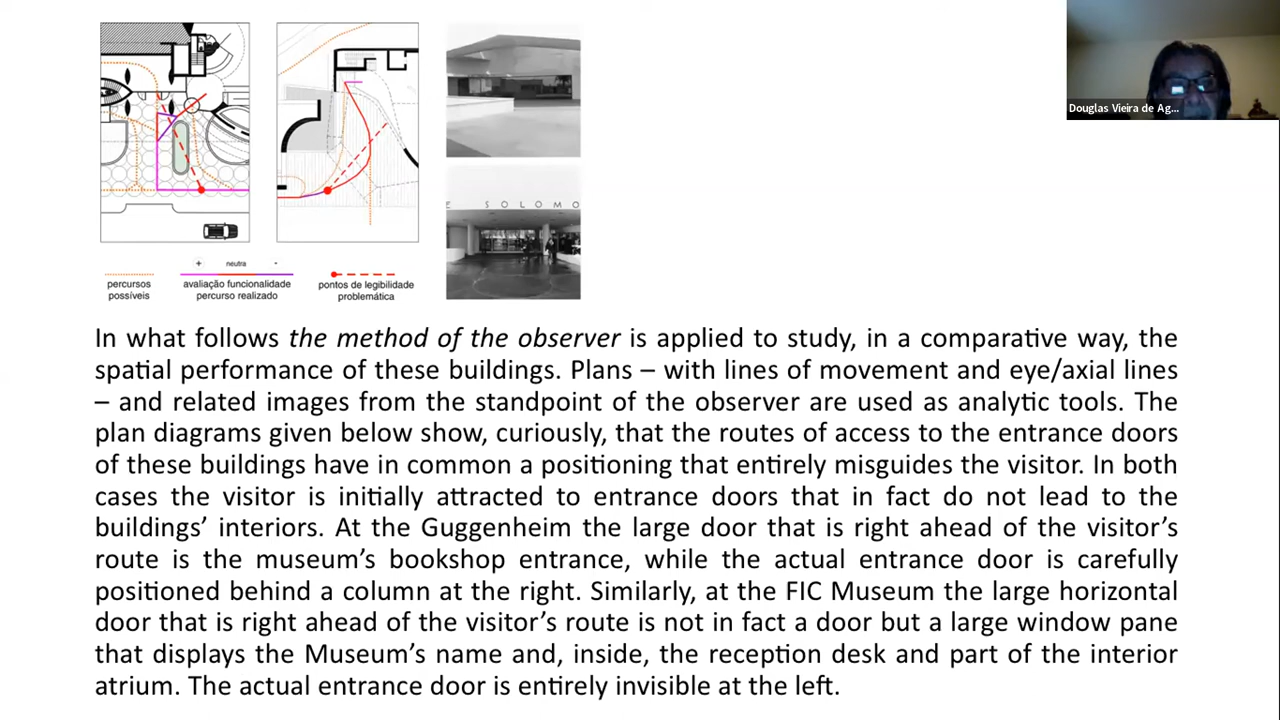 Douglas Vieira de Ag...
E SOLOMO
+ neutra -
percursos
possíveis
avaliação funcionalidade
percurso realizado
pontos de legibilidade
problemática
In what follows the method of the observer is applied to study, in a comparative way, the
spatial performance of these buildings. Plans – with lines of movement and eye/axial lines
– and related images from the standpoint of the observer are used as analytic tools. The
plan diagrams given below show, curiously, that the routes of access to the entrance doors
of these buildings have in common a positioning that entirely misguides the visitor. In both
cases the visitor is initially attracted to entrance doors that in fact do not lead to the
buildings’ interiors. At the Guggenheim the large door that is right ahead of the visitor’s
route is the museum’s bookshop entrance, while the actual entrance door is carefully
positioned behind a column at the right. Similarly, at the FIC Museum the large horizontal
door that is right ahead of the visitor’s route is not in fact a door but a large window pane
that displays the Museum’s name and, inside, the reception desk and part of the interior
atrium. The actual entrance door is entirely invisible at the left.